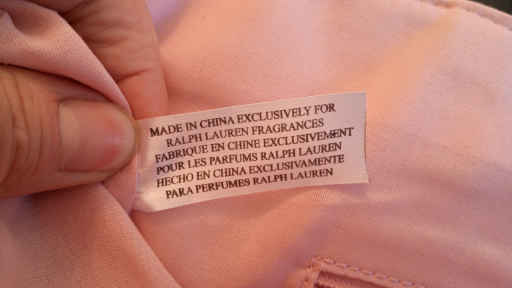 MADE IN CHINA EXCLUSIVELY FOR
RALPH LAUREN FRAGRANCES
FABRIQUE EN CHINE EXCLUSIVEMENT
POUR LES PARFUMS RALPH LAUREN
HECHO EN CHINA EXCLUSIVAMENTE
PARA PERFUMES RALPH LAUREN